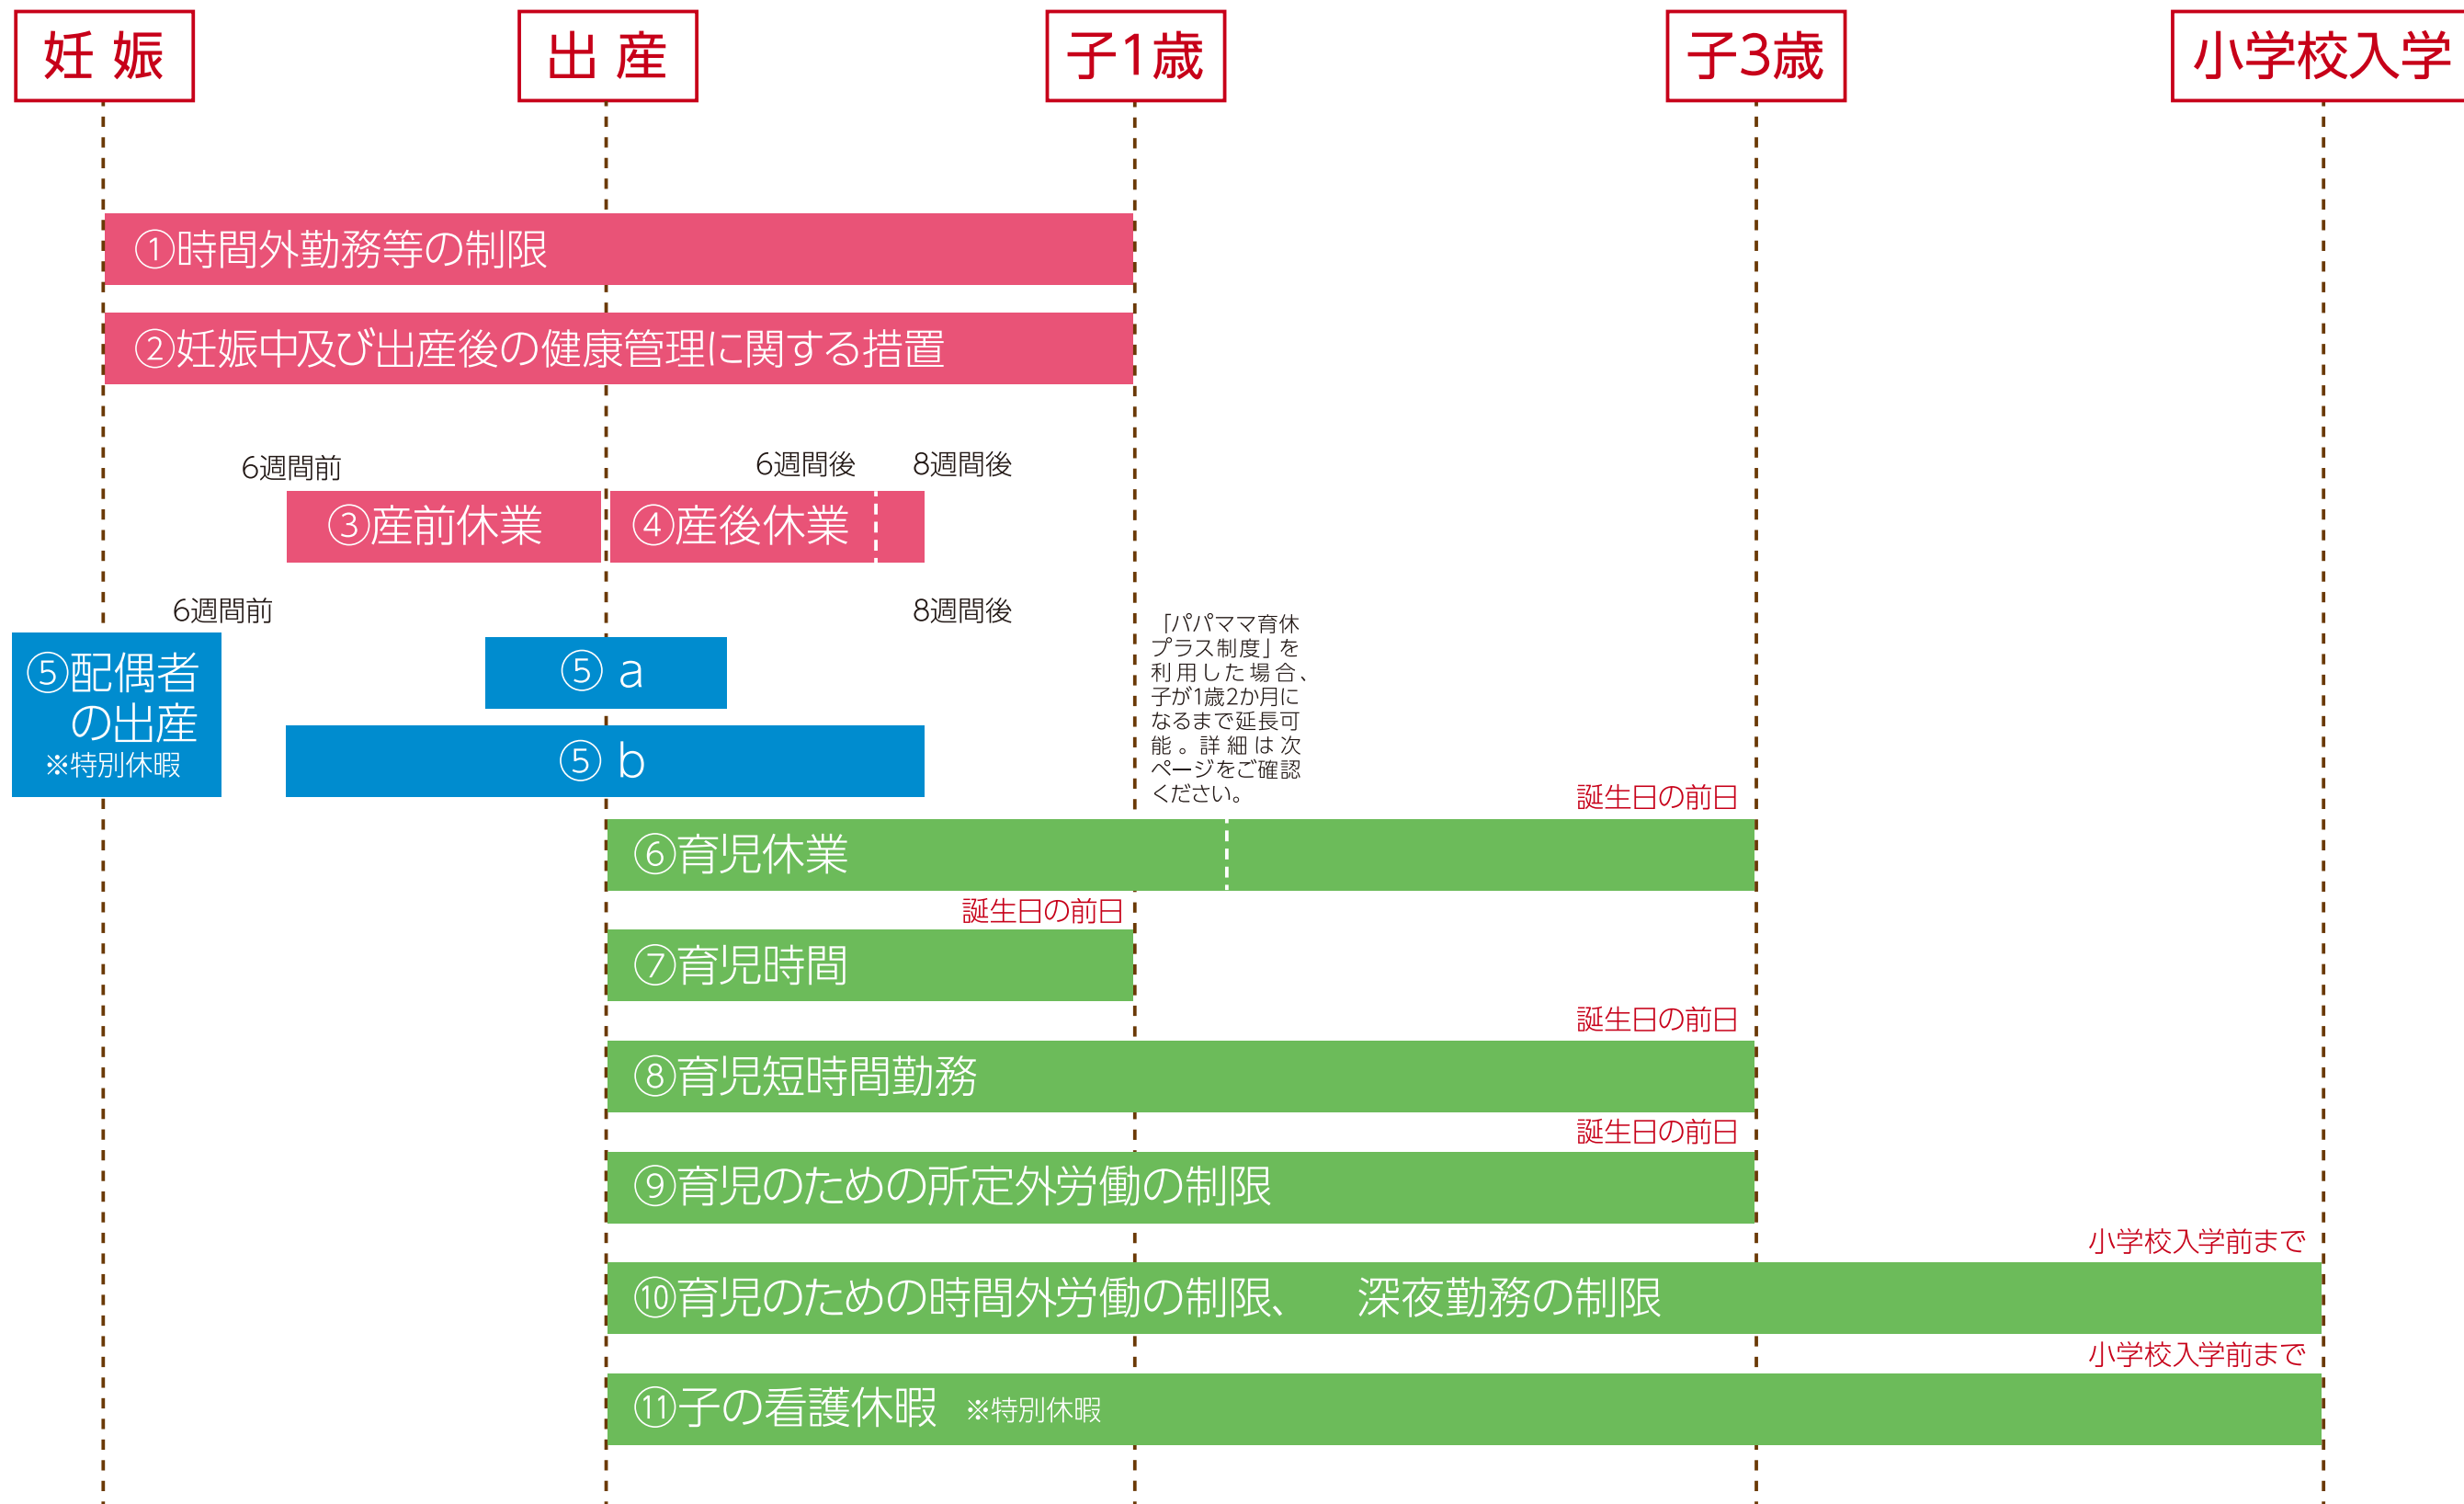 妊 娠
出 産
子1歳
子3歳
小学校入学
①時間外勤務等の制限
②妊娠中及び出産後の健康管理に関する措置
6週間前
6週間後
8週間後
③産前休業
④産後休業
6週間前
8週間後
⑤配偶者
の出産
※特別休暇
⑤ a
⑤ b
「パパママ育休
プラス制度」を
利用した場合、
子が1歳2か月に
なるまで延長可
能。詳細は次
ページをご確認
ください。
誕生日の前日
⑥育児休業
誕生日の前日
⑦育児時間
誕生日の前日
⑧育児短時間勤務
誕生日の前日
⑨育児のための所定外労働の制限
小学校入学前まで
⑩育児のための時間外労働の制限、 深夜勤務の制限
小学校入学前まで
⑪子の看護休暇 ※特別休暇